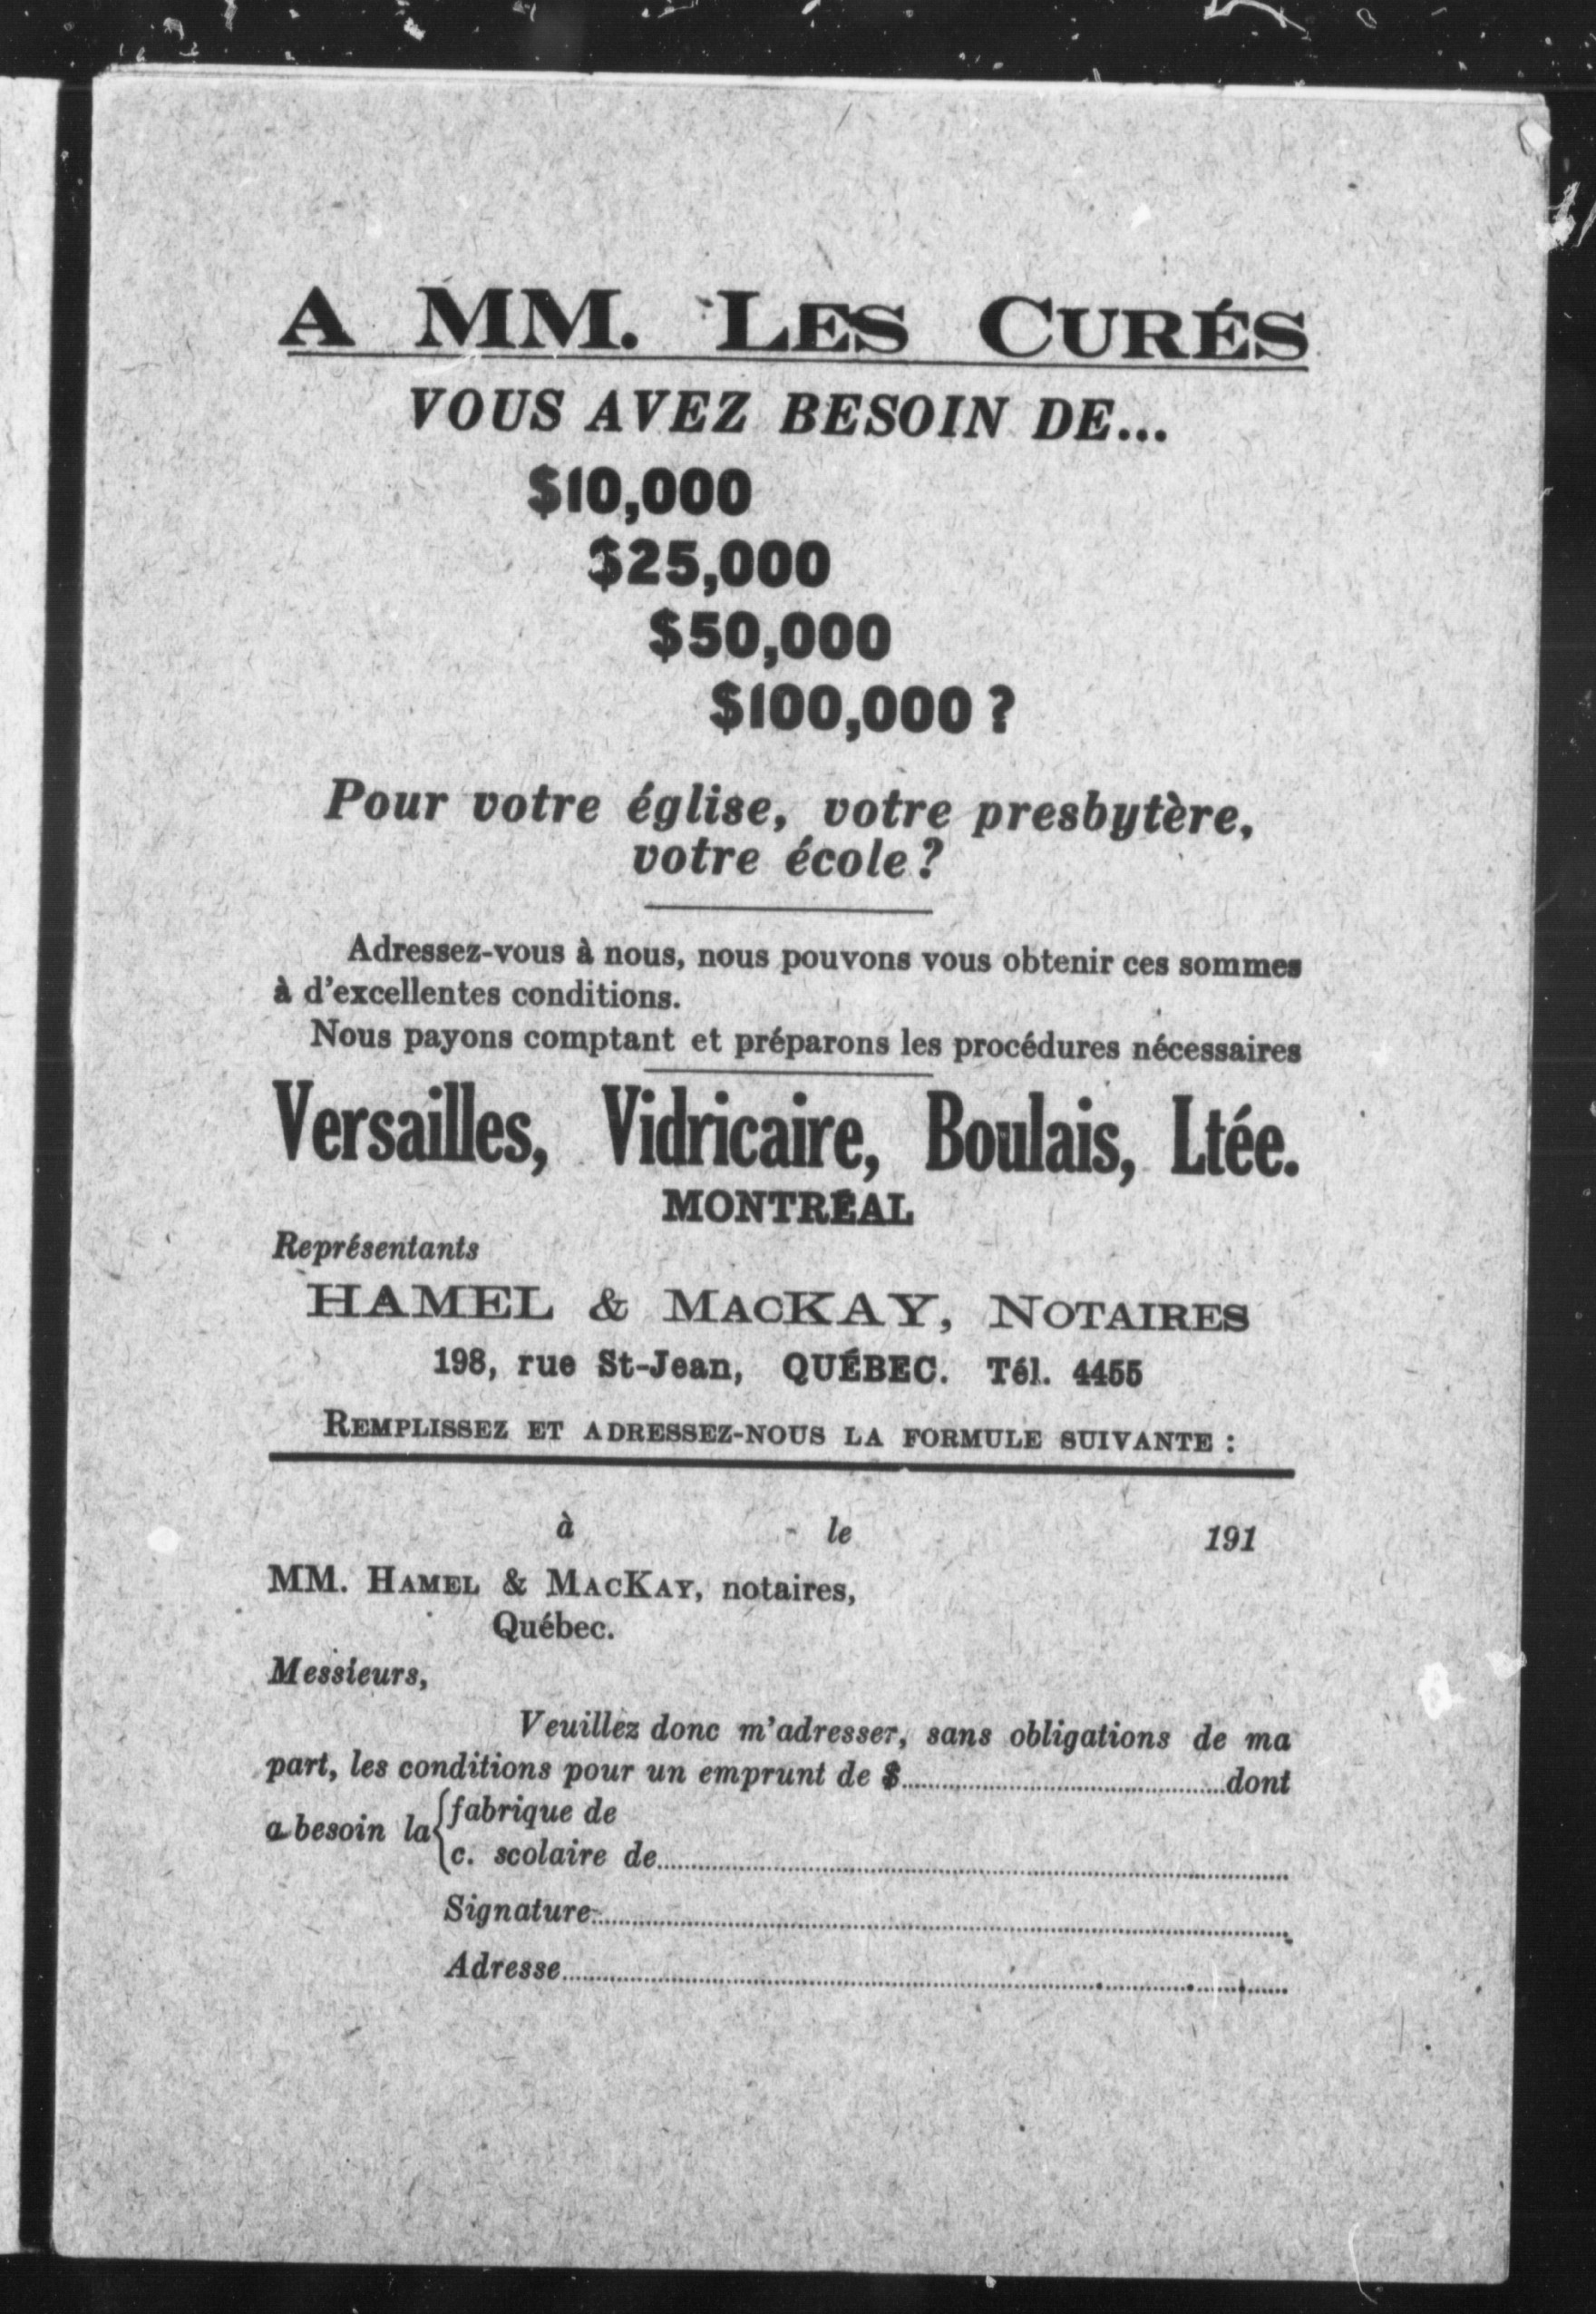 A MM. LES CURÉS
VOUS AVEZ BESOIN DE...
$10,000
$25,000
$50,000
$100,000 ?
Pour votre église, votre presbytère,
votre école ?
Adressez-vous à nous, nous pouvons vous obtenir ces sommes
à d'excellentes conditions.
Nous payons comptant et préparons les procédures nécessaires
Versailles, Vidricaire, Boulais, Ltée.
MONTRÉAL
Représentants
HAMEL & MACKAY, NOTAIRES
198, rue St-Jean, QUÉBEC. Tél. 4455
REMPLISSEZ ET ADRESSEZ-NOUS LA FORMULE SUIVANTE :
à le 191
MM. HAMEL & MACKAY, notaires,
Québec.
Messieurs,
Veuillez donc m'adresser, sans obligations de ma
part, les conditions pour un emprunt de $..........dont
a besoin la { fabrique de
c. scolaire de..........
Signature..........
Adresse..........